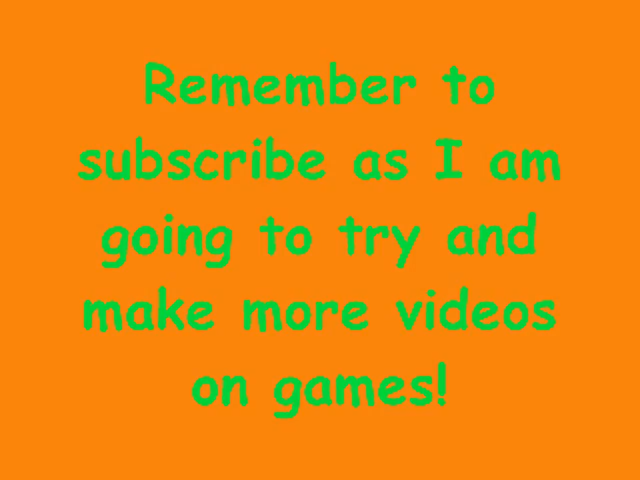 Remember to
subscribe as I am
going to try and
make more videos
on games!